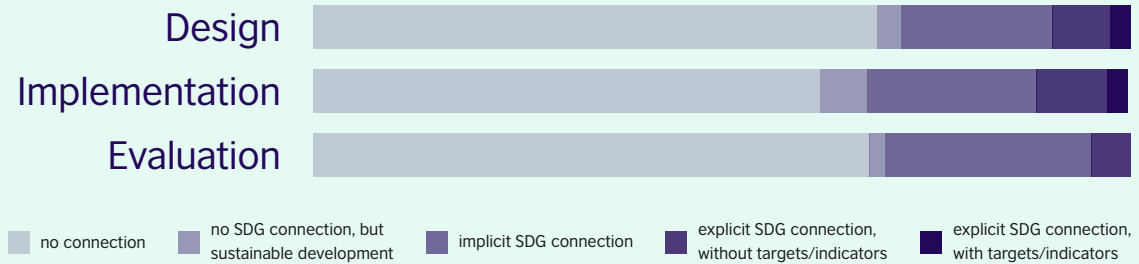 Design
Implementation
Evaluation
no connection
no SDG connection, but
sustainable development
implicit SDG connection
explicit SDG connection,
without targets/indicators
explicit SDG connection,
with targets/indicators